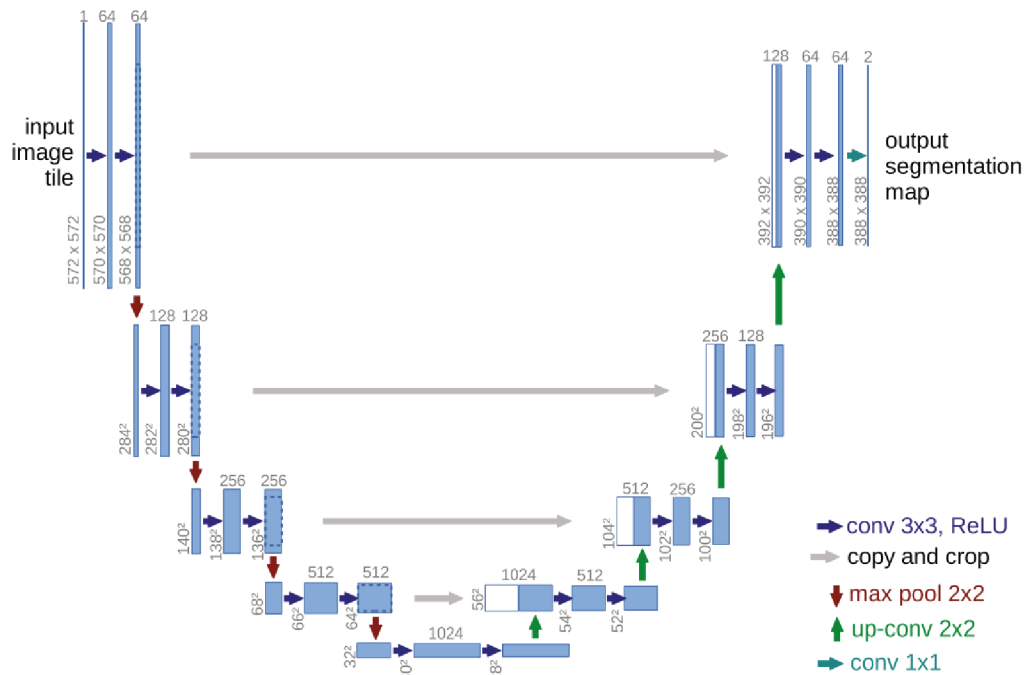 1
64
64
input
image
tile
572 x 572
570 x 570
568 x 568
128
64
64
2
output
segmentation
map
392 x 392
390 x 390
388 x 388
388 x 388
128
128
284²
282²
280²
256
128
200²
198²
196²
256
256
140²
138²
136²
512
256
104²
102²
100²
512
512
68²
66²
64²
1024
512
56²
54²
52²
1024
32²
conv 3x3, ReLU
copy and crop
max pool 2x2
up-conv 2x2
conv 1x1